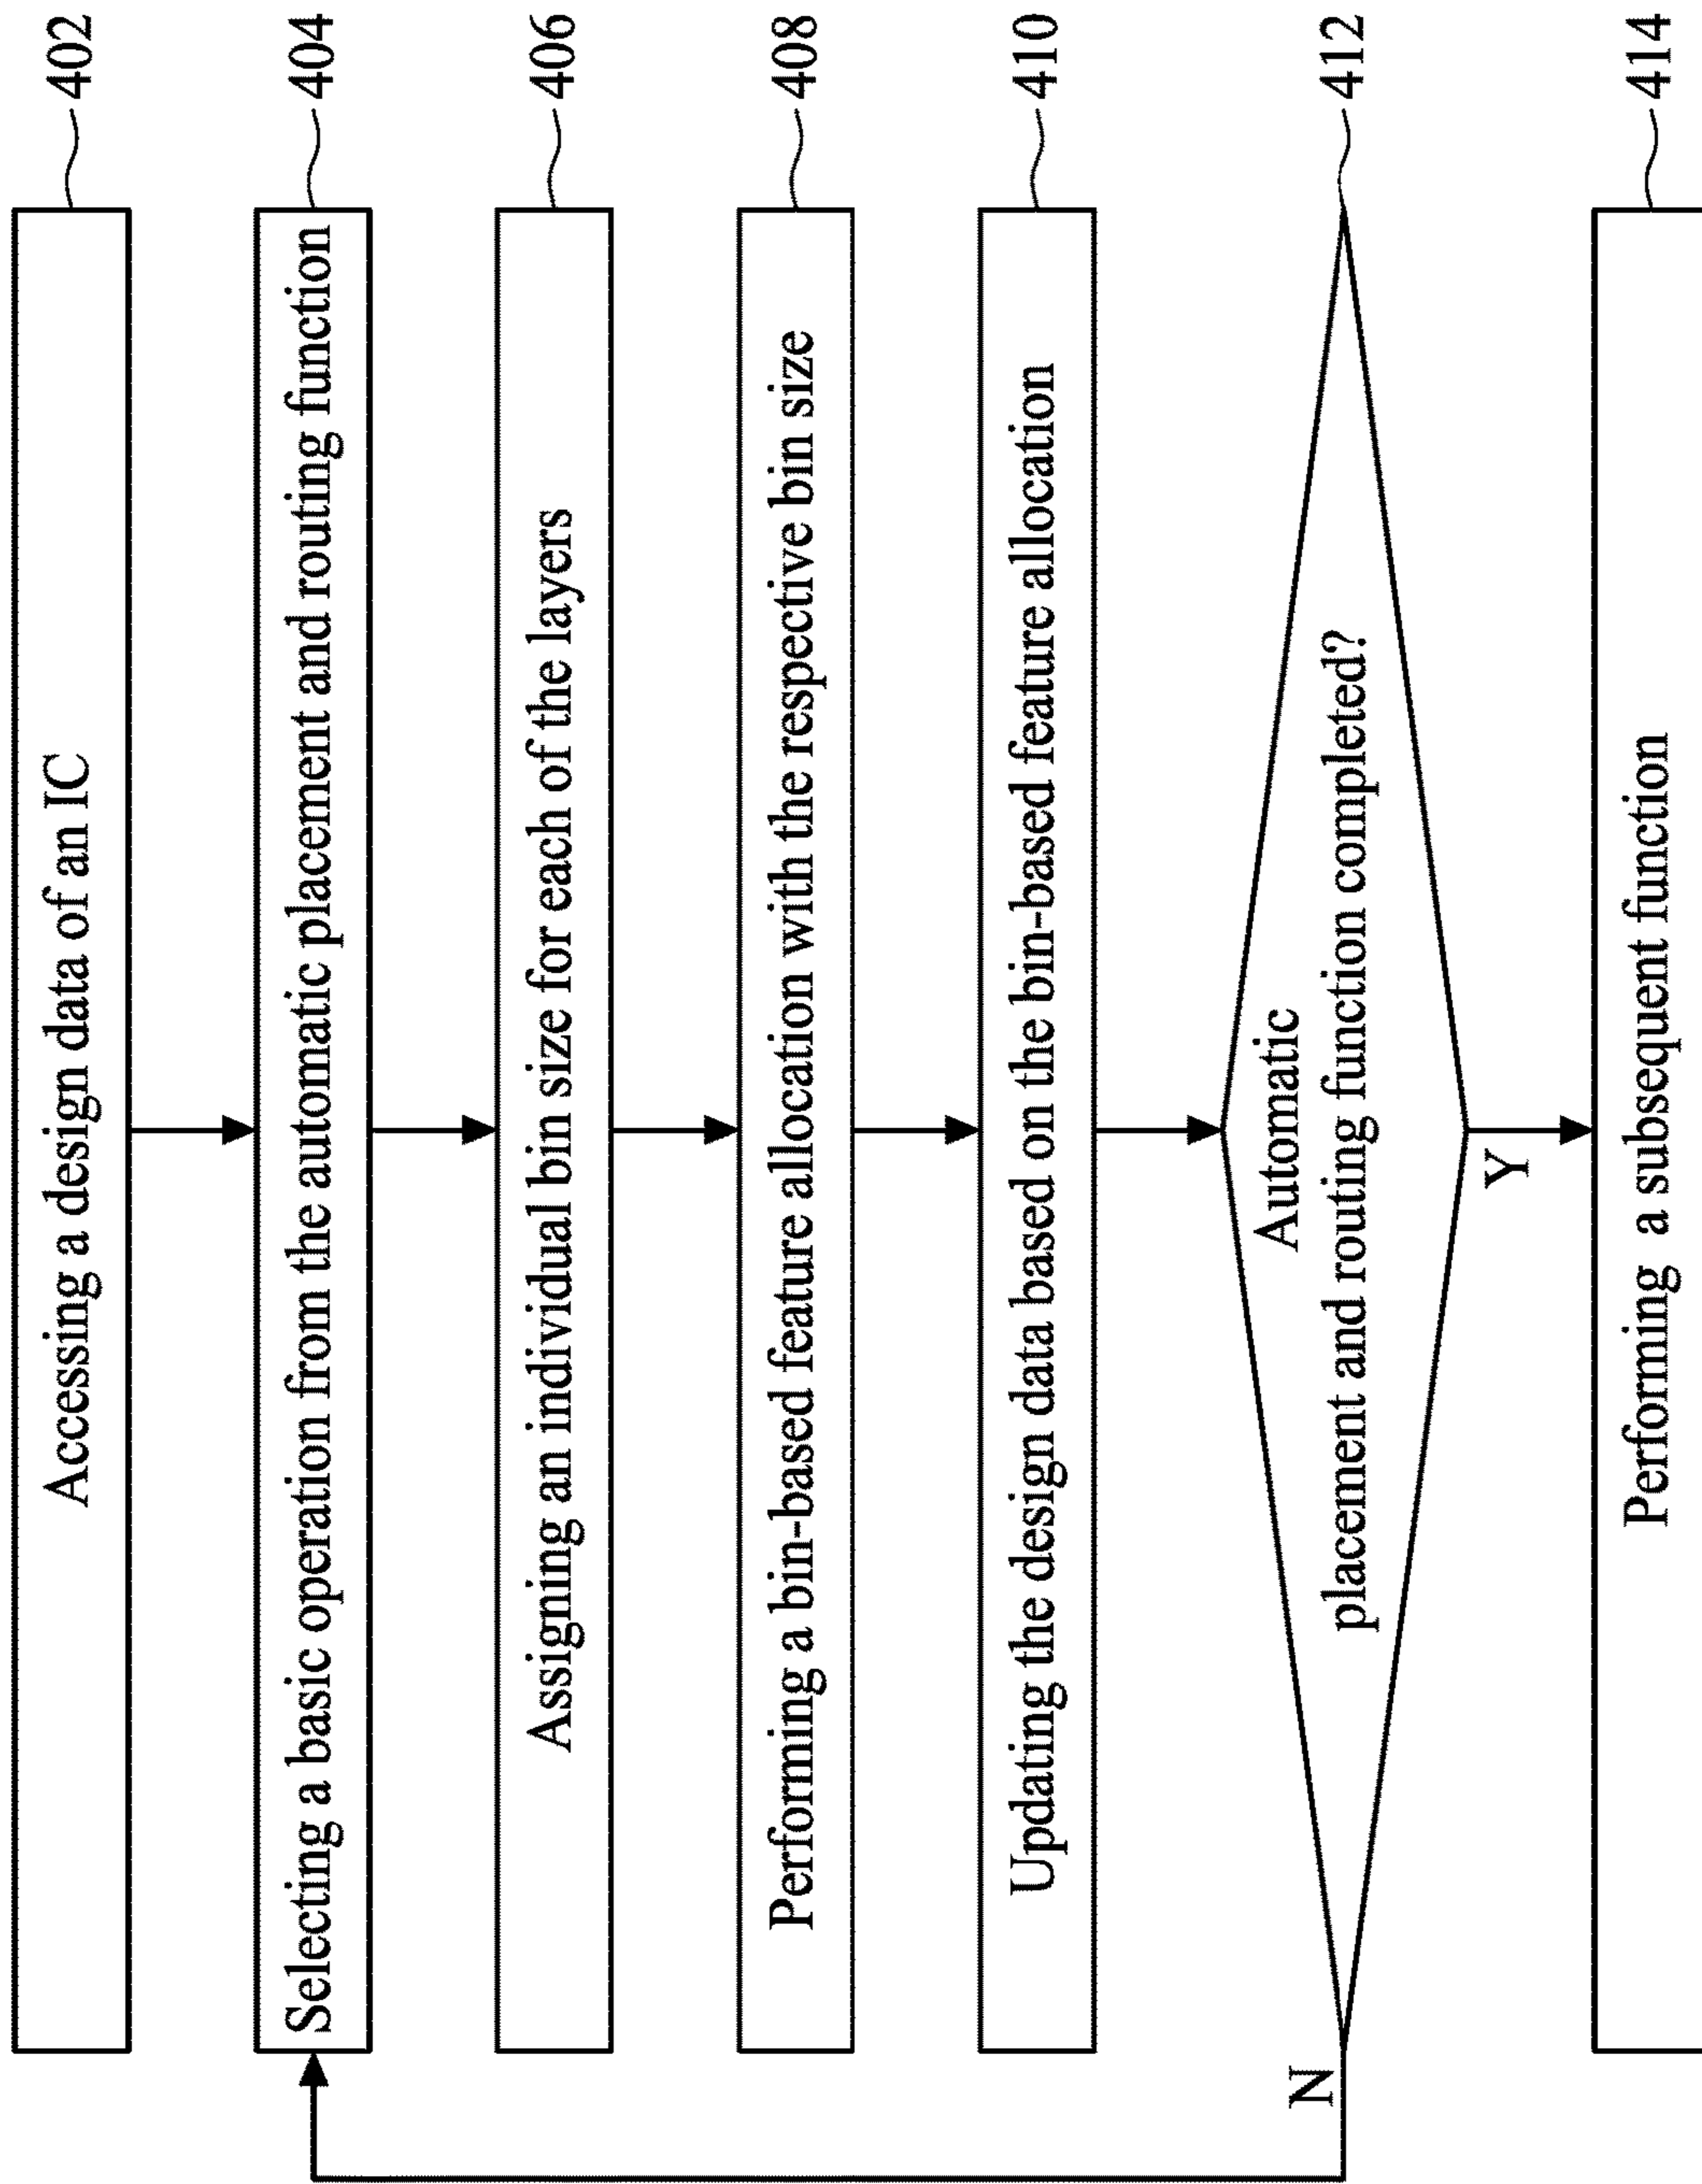 Accessing a design data of an IC
402
Selecting a basic operation from the automatic placement and routing function
404
Assigning an individual bin size for each of the layers
406
Performing a bin-based feature allocation with the respective bin size
408
Updating the design data based on the bin-based feature allocation
410
Automatic
placement and routing function completed?
412
N
Y
Performing a subsequent function
414